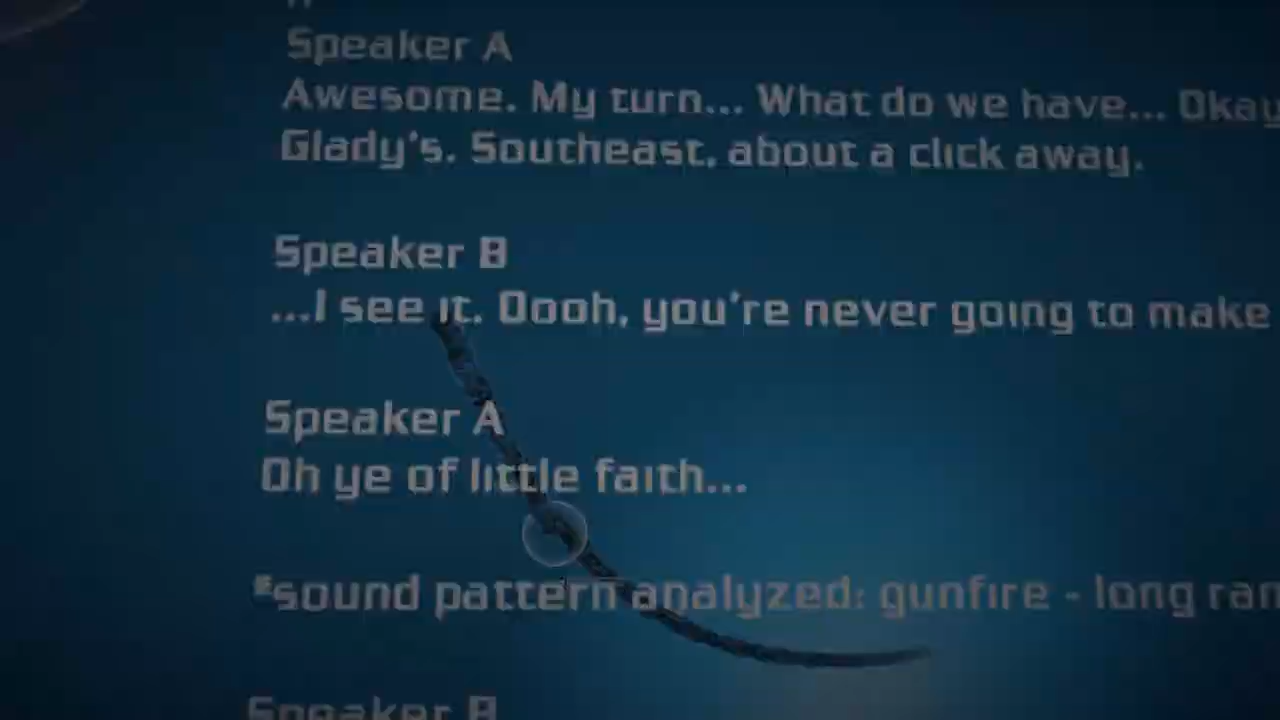 Speaker A
Awesome. My turn... What do we have... Okay
Glady's. Southeast, about a click away.
Speaker B
...I see it. Oooh, you're never going to make
Speaker A
Oh ye of little faith...
*sound pattern analyzed: gunfire - long ran
Speaker B